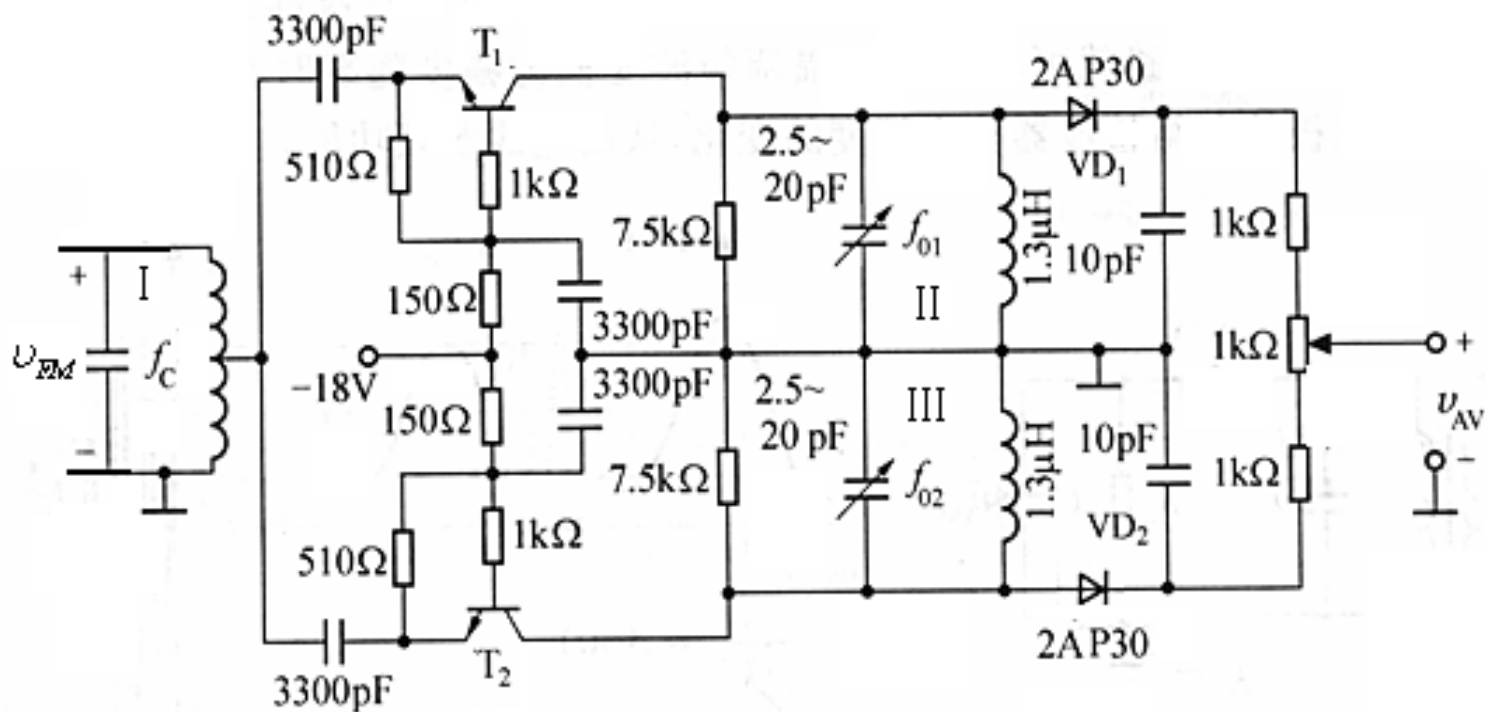 3300pF
T₁
2AP30
510Ω
1kΩ
2.5~
20pF
VD₁
7.5kΩ
f₀₁
1.3μH
10pF
1kΩ
+
I
150Ω
3300pF
II
υFM
f_C
−18V
1kΩ
+
3300pF
2.5~
20 pF
III
υAV
150Ω
10pF
−
−
7.5kΩ
f₀₂
1.3μH
1kΩ
510Ω
1kΩ
VD₂
T₂
2AP30
3300pF